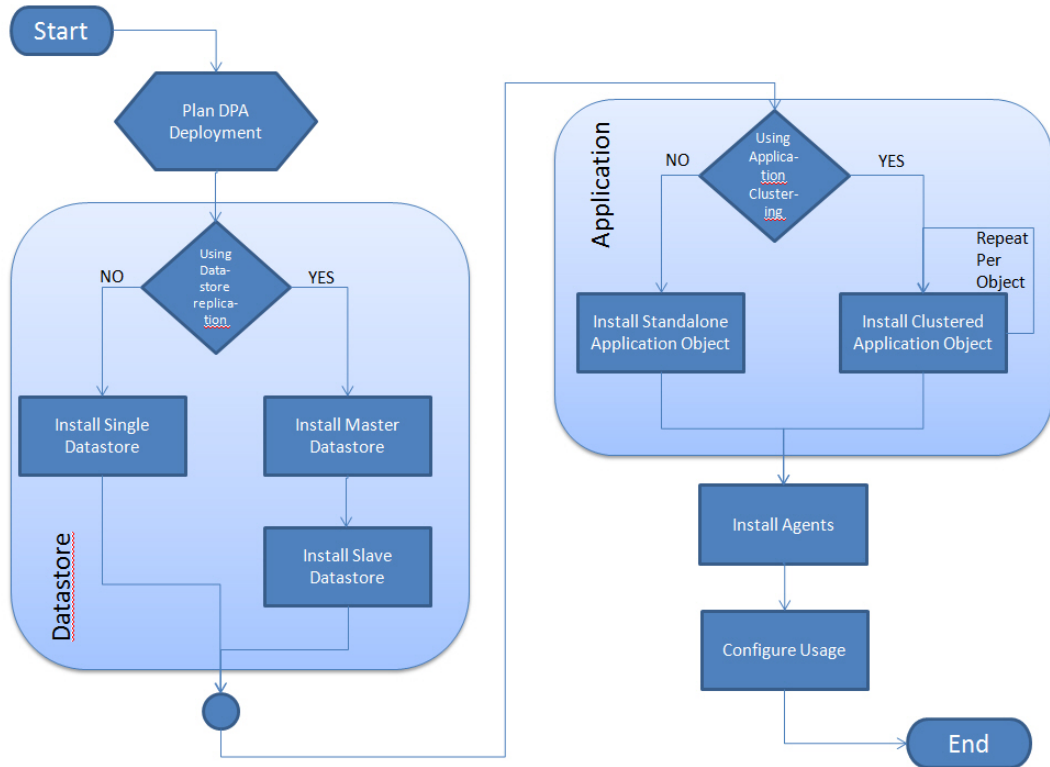 Start
Plan DPA
Deployment
Using
Data-
store
replica-
tion
NO
YES
Install Single
Datastore
Install Master
Datastore
Install Slave
Datastore
Datastore
Application
Using
Applica-
tion
Cluster-
ing
NO
YES
Repeat
Per
Object
Install Standalone
Application Object
Install Clustered
Application Object
Install Agents
Configure Usage
End